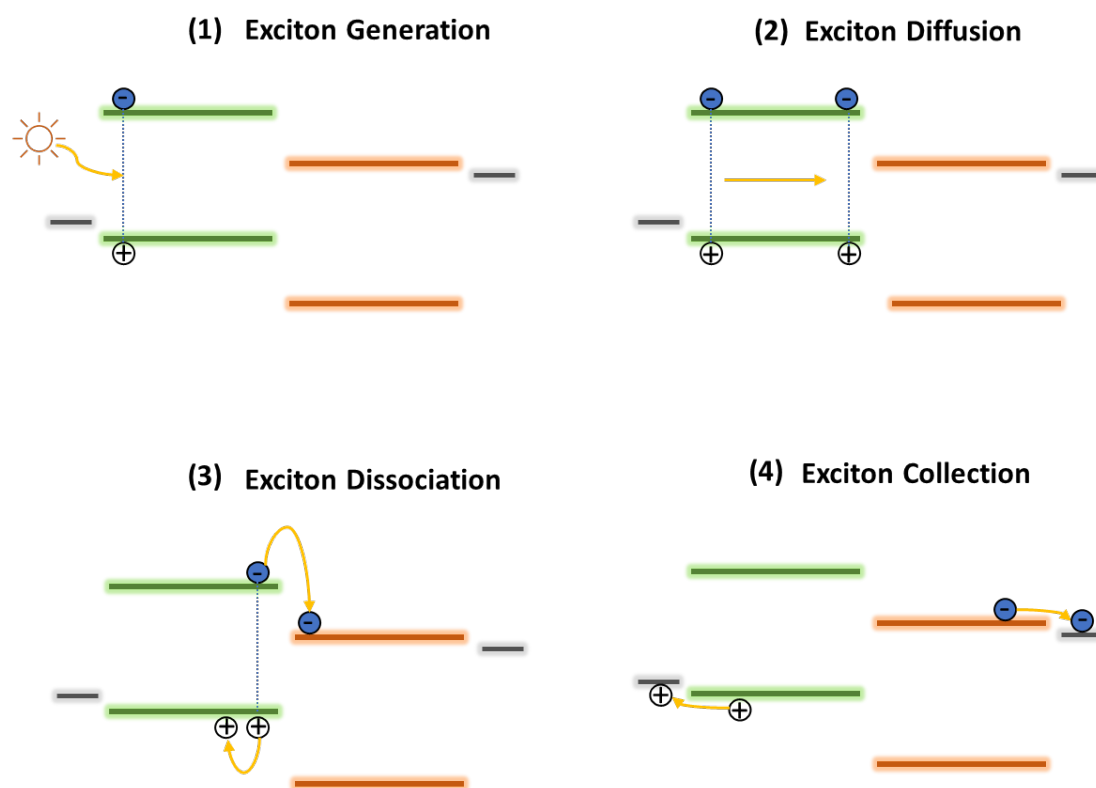 (1) Exciton Generation
(2) Exciton Diffusion
(3) Exciton Dissociation
(4) Exciton Collection